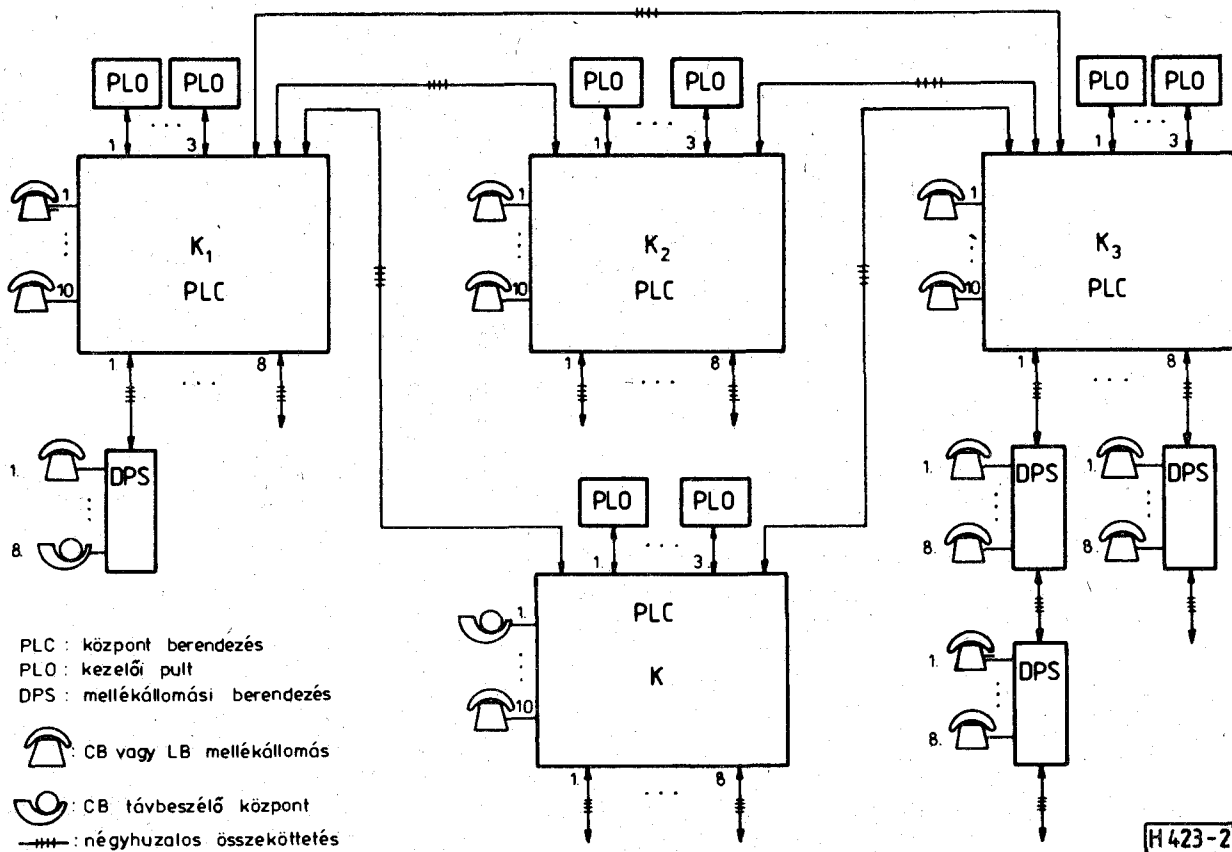 PLO PLO PLO PLO PLO PLO
1 ... 3 1 ... 3 1 ... 3
1 1 1
K₁ K₂ K₃
PLC PLC PLC
10 10 10
1. ... 8 1 ... 8 1 ... 8
1. DPS 1. DPS 1. DPS
8. 8. 8.
PLO PLO
1. ... 3.
PLC
1.
K
10
1. ... 8
1. DPS
8.
PLC : központ berendezés
PLO : kezelői pult
DPS : mellékállomási berendezés
: CB vagy LB mellékállomás
: CB távbeszélő központ
: négyhuzalos összeköttetés
H 423-2